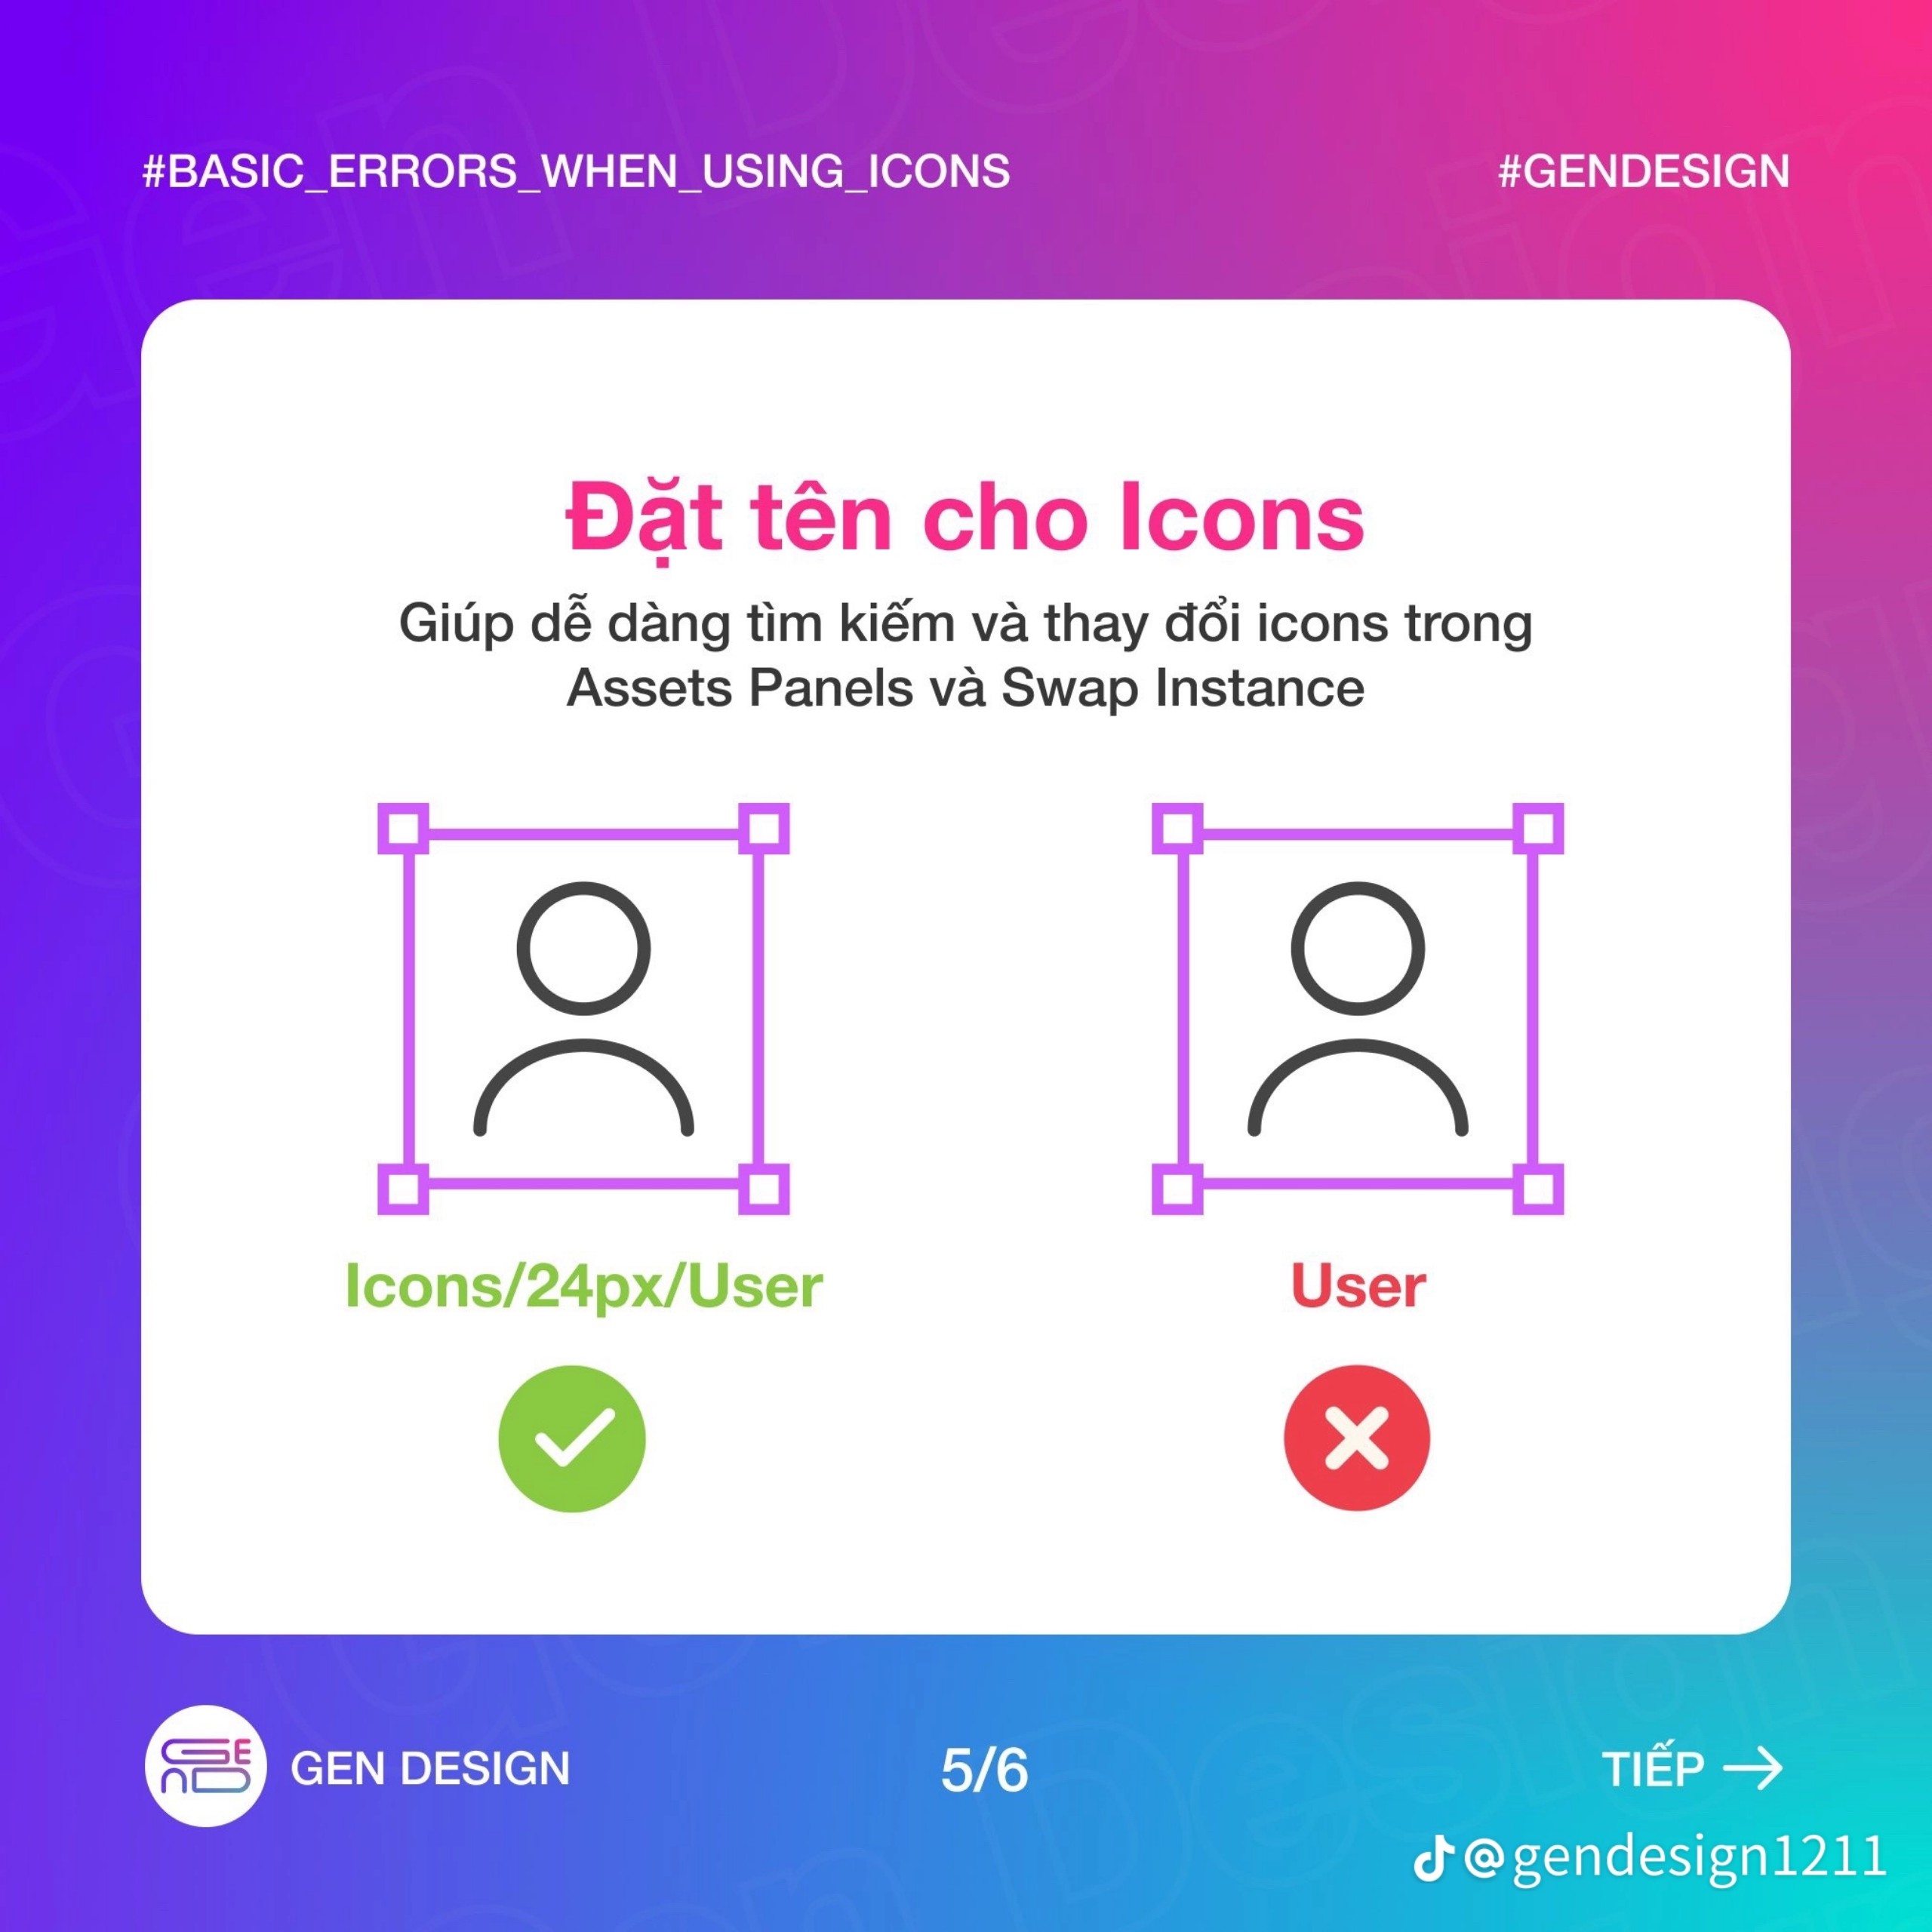 #BASIC_ERRORS_WHEN_USING_ICONS
#GENDESIGN
Đặt tên cho Icons
Giúp dễ dàng tìm kiếm và thay đổi icons trong
Assets Panels và Swap Instance
Icons/24px/User
User
GEN DESIGN
5/6
TIẾP
@gendesign1211